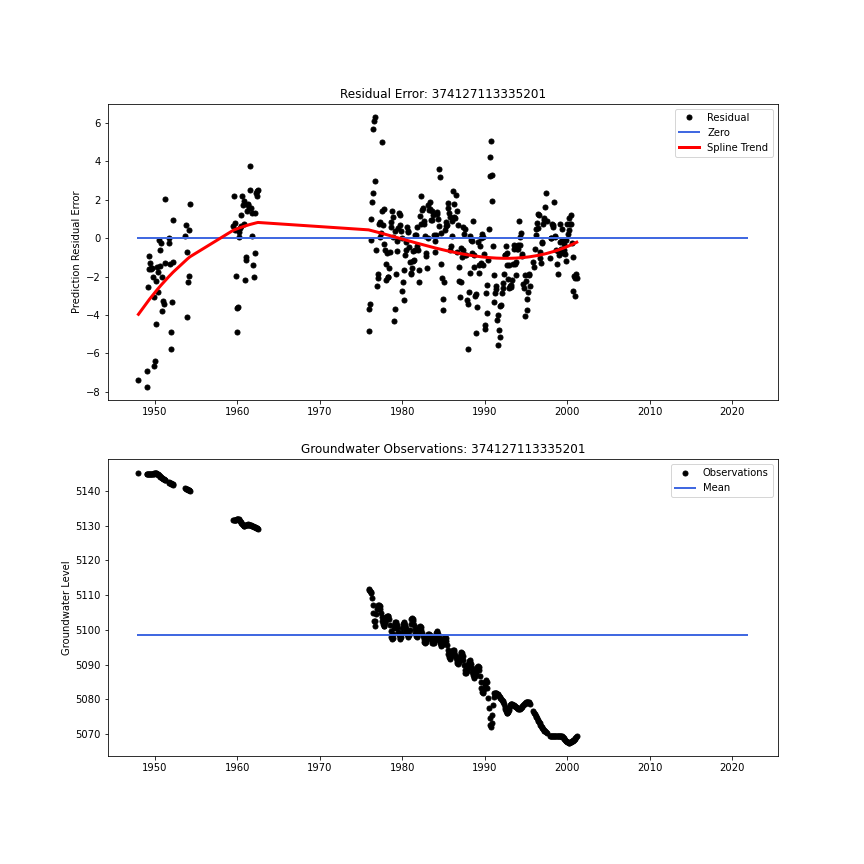 Residual Error: 374127113335201
Prediction Residual Error
6
4
2
0
−2
−4
−6
−8
Residual
Zero
Spline Trend
1950 1960 1970 1980 1990 2000 2010 2020
Groundwater Observations: 374127113335201
Groundwater Level
5140
5130
5120
5110
5100
5090
5080
5070
Observations
Mean
1950 1960 1970 1980 1990 2000 2010 2020